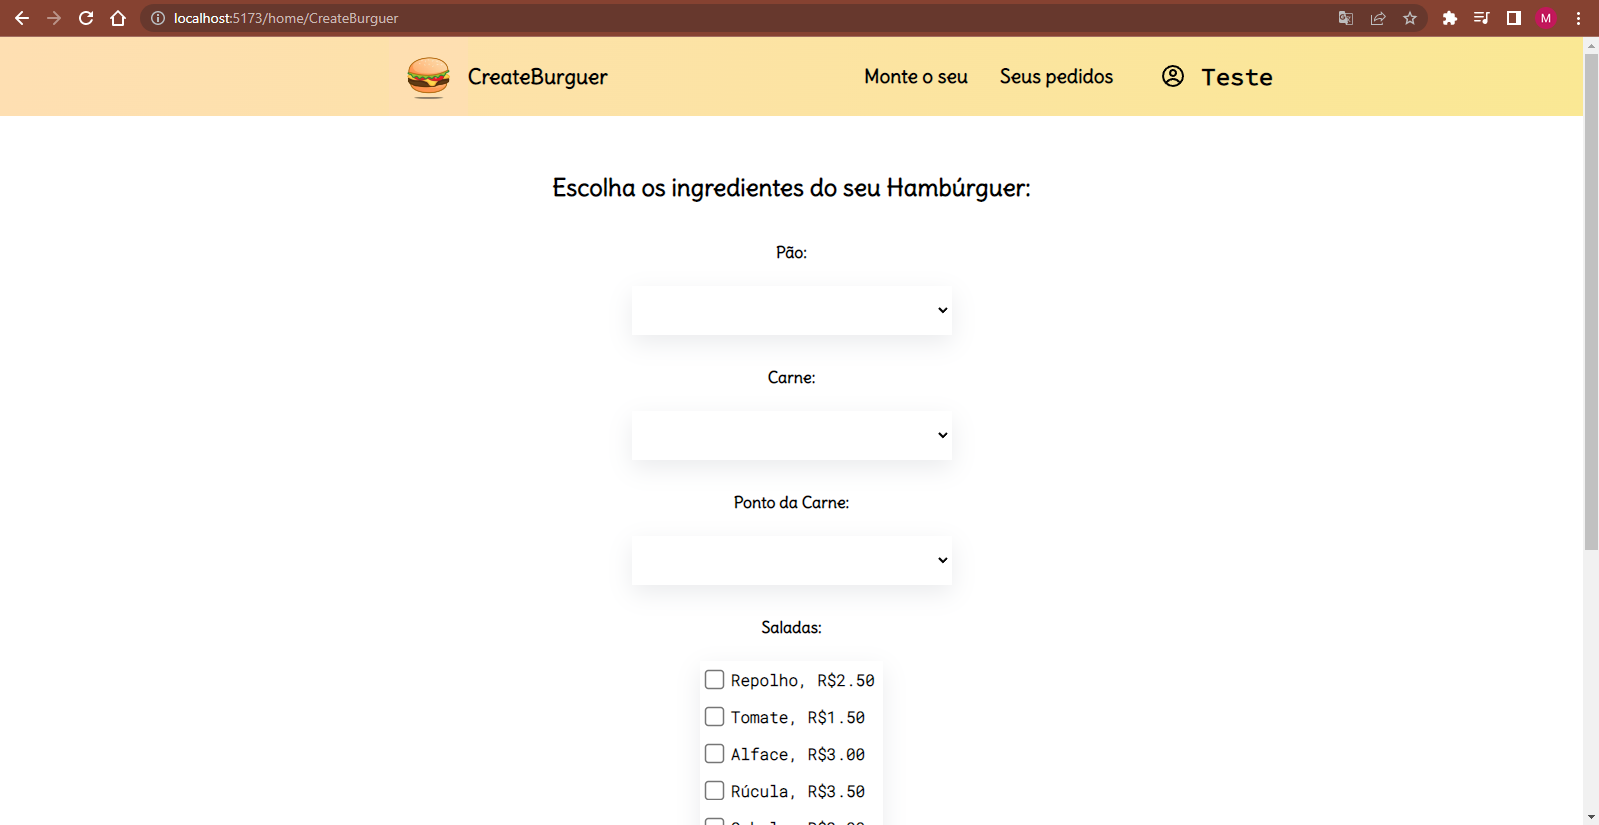 localhost:5173/home/CreateBurguer
M
CreateBurguer
Monte o seu
Seus pedidos
Teste
Escolha os ingredientes do seu Hambúrguer:
Pão:
Carne:
Ponto da Carne:
Saladas:
Repolho, R$2.50
Tomate, R$1.50
Alface, R$3.00
Rúcula, R$3.50